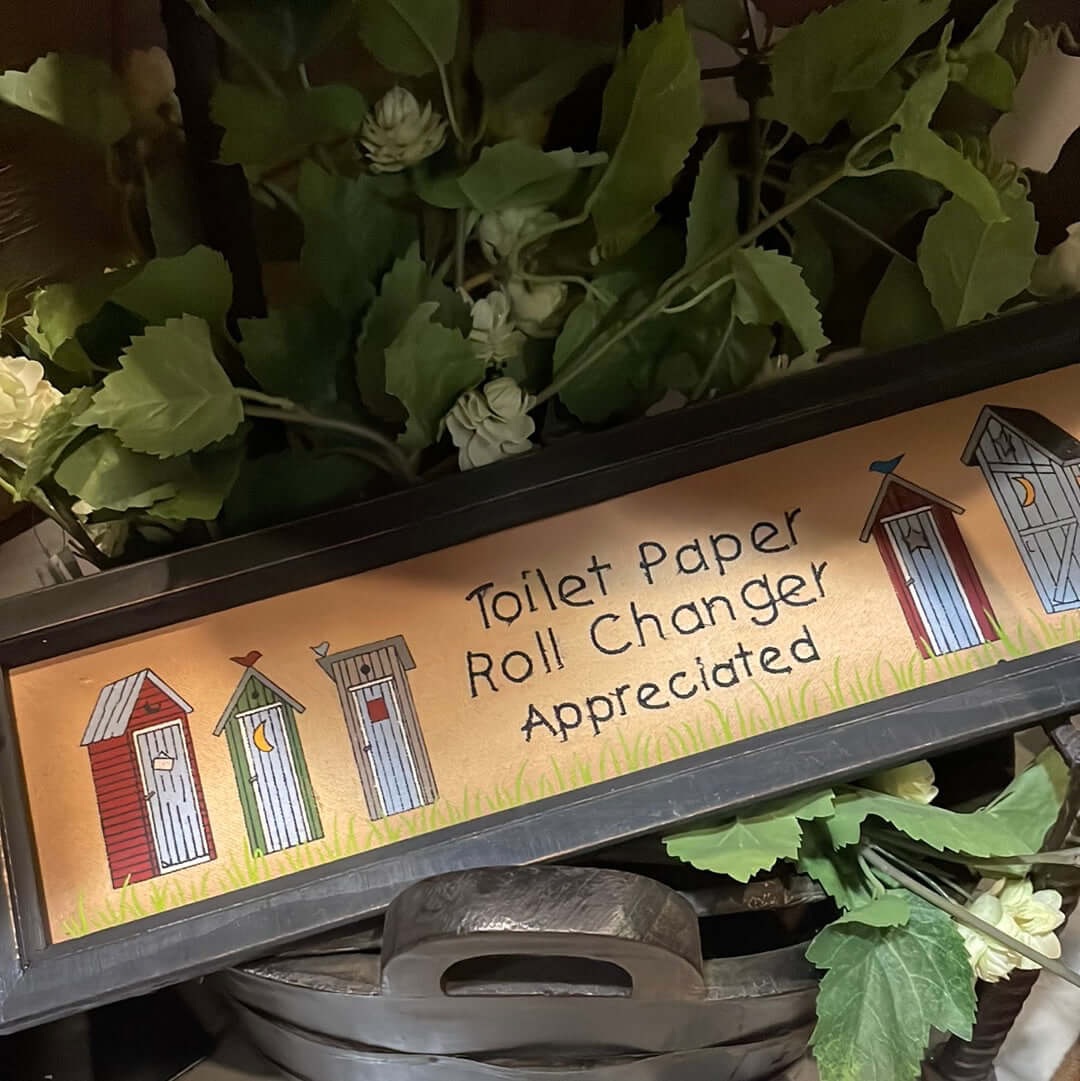 Toilet Paper
Roll Changer
Appreciated